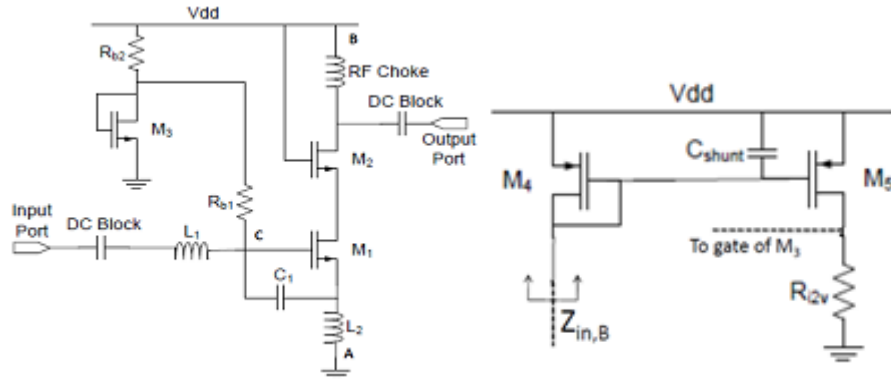 Vdd
B
Rb2
RF Choke
DC Block
Output
Port
M3
M2
Rb1
Input
Port
DC Block
L1
C
M1
C1
L2
A
Vdd
Cshunt
M4
M5
To gate of M3
Ri2v
Zin,B